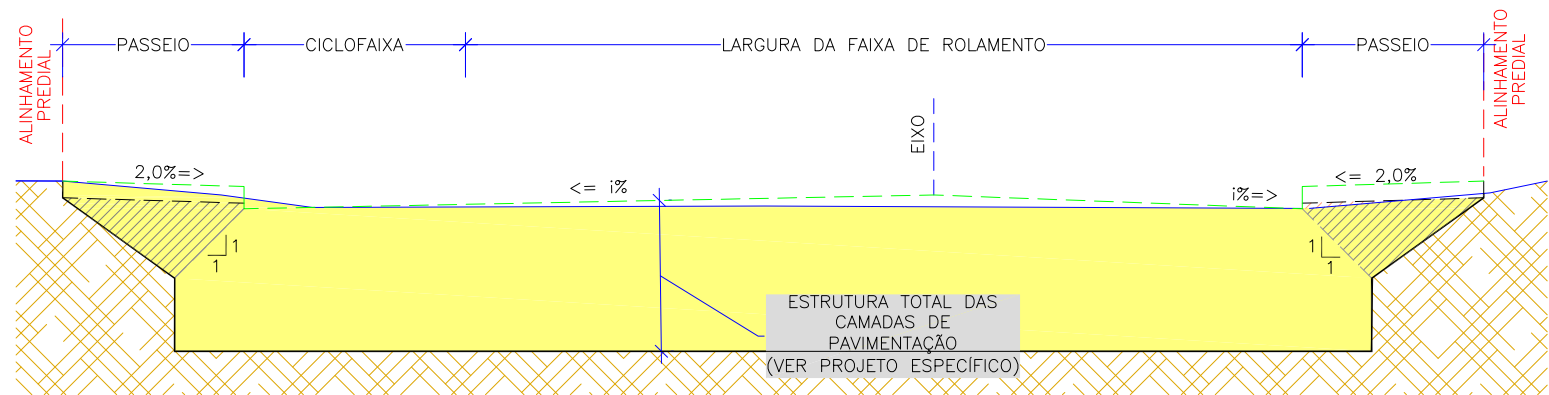 ALINHAMENTO
PREDIAL
PASSEIO
CICLOFAIXA
LARGURA DA FAIXA DE ROLAMENTO
PASSEIO
ALINHAMENTO
PREDIAL
EIXO
2,0%=>
<= i%
i%=>
<= 2,0%
1
1
1
1
ESTRUTURA TOTAL DAS
CAMADAS DE
PAVIMENTAÇÃO
(VER PROJETO ESPECÍFICO)